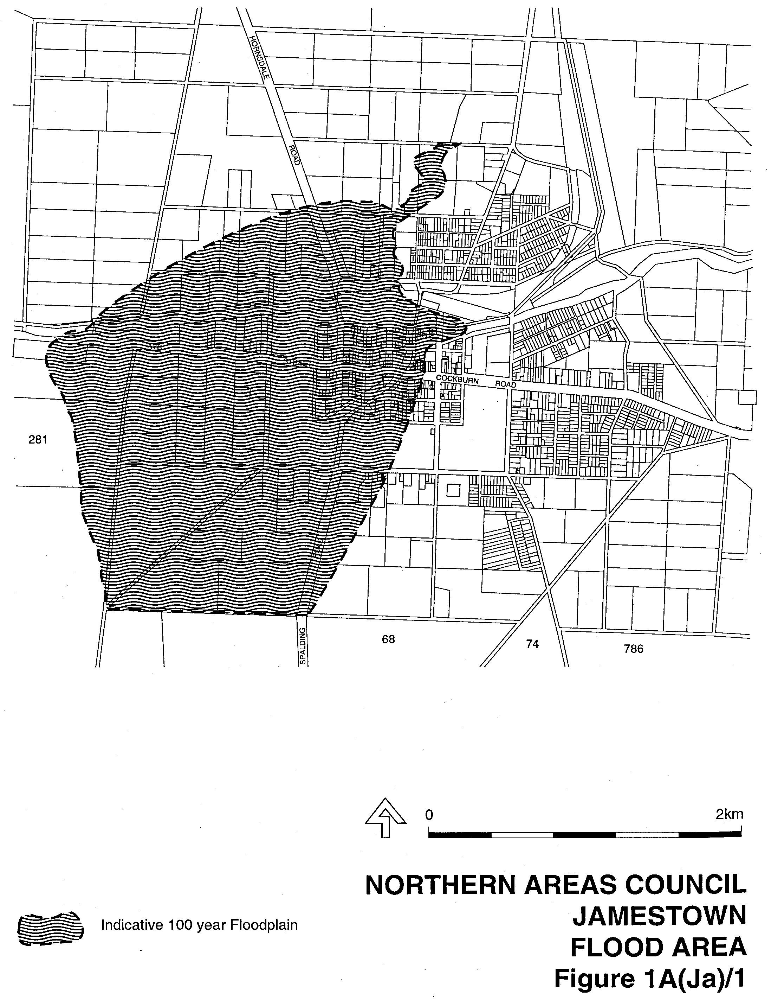 HORNSDALE
ROAD
AYR
STREET
COCKBURN ROAD
281
ROAD
SPALDING
68
74
786
0 2km
NORTHERN AREAS COUNCIL
JAMESTOWN
FLOOD AREA
Figure 1A(Ja)/1
Indicative 100 year Floodplain